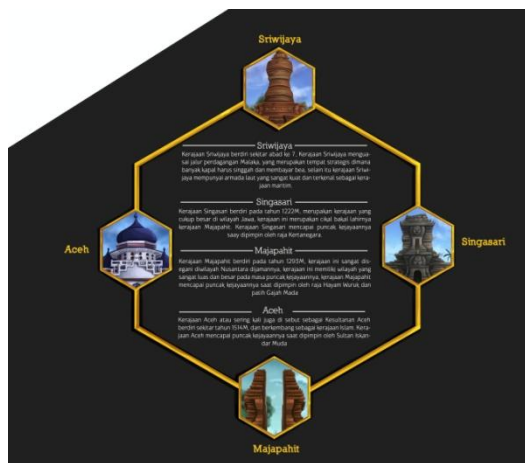 Sriwijaya
Sriwijaya
Kerajaan Sriwijaya berdiri sekitar abad ke 7. Kerajaan Sriwijaya mengua-
sai jalur perdagangan Malaka, yang merupakan tempat strategis dimana
banyak kapal harus singgah dan membayar bea, selain itu kerajaan Sriwi-
jaya mempunyai armada laut yang sangat kuat dan terkenal sebagai kera-
jaan maritim.
Singasari
Kerajaan Singasari berdiri pada tahun 1222M, merupakan kerajaan yang
cukup besar di wilayah Jawa, kerajaan ini merupakan cikal bakal lahirnya
kerajaan Majapahit. Kerajaan Singasari mencapai puncak kejayaannya
saay dipimpin oleh raja Kertanegara.
Aceh
Singasari
Majapahit
Kerajaan Majapahit berdiri pada tahun 1293M, kerajaan ini sangat dis-
egani diwilayah Nusantara dijamannya, kerajaan ini memiliki wilayah yang
sangat luas dan besar pada masa puncak kejayaannya, kerajaan Majapahit
mencapai puncak kejayaannya saat dipimpin oleh raja Hayam Wuruk dan
patih Gajah Mada
Aceh
Kerajaan Aceh atau sering kali juga di sebut sebagai Kesultanan Aceh
berdiri sekitar tahun 1514M, dan berkembang sebagai kerajaan Islam. Kera-
jaan Aceh mencapai puncak kejayaannya saat dipimpin oleh Sultan Iskan-
dar Muda
Majapahit